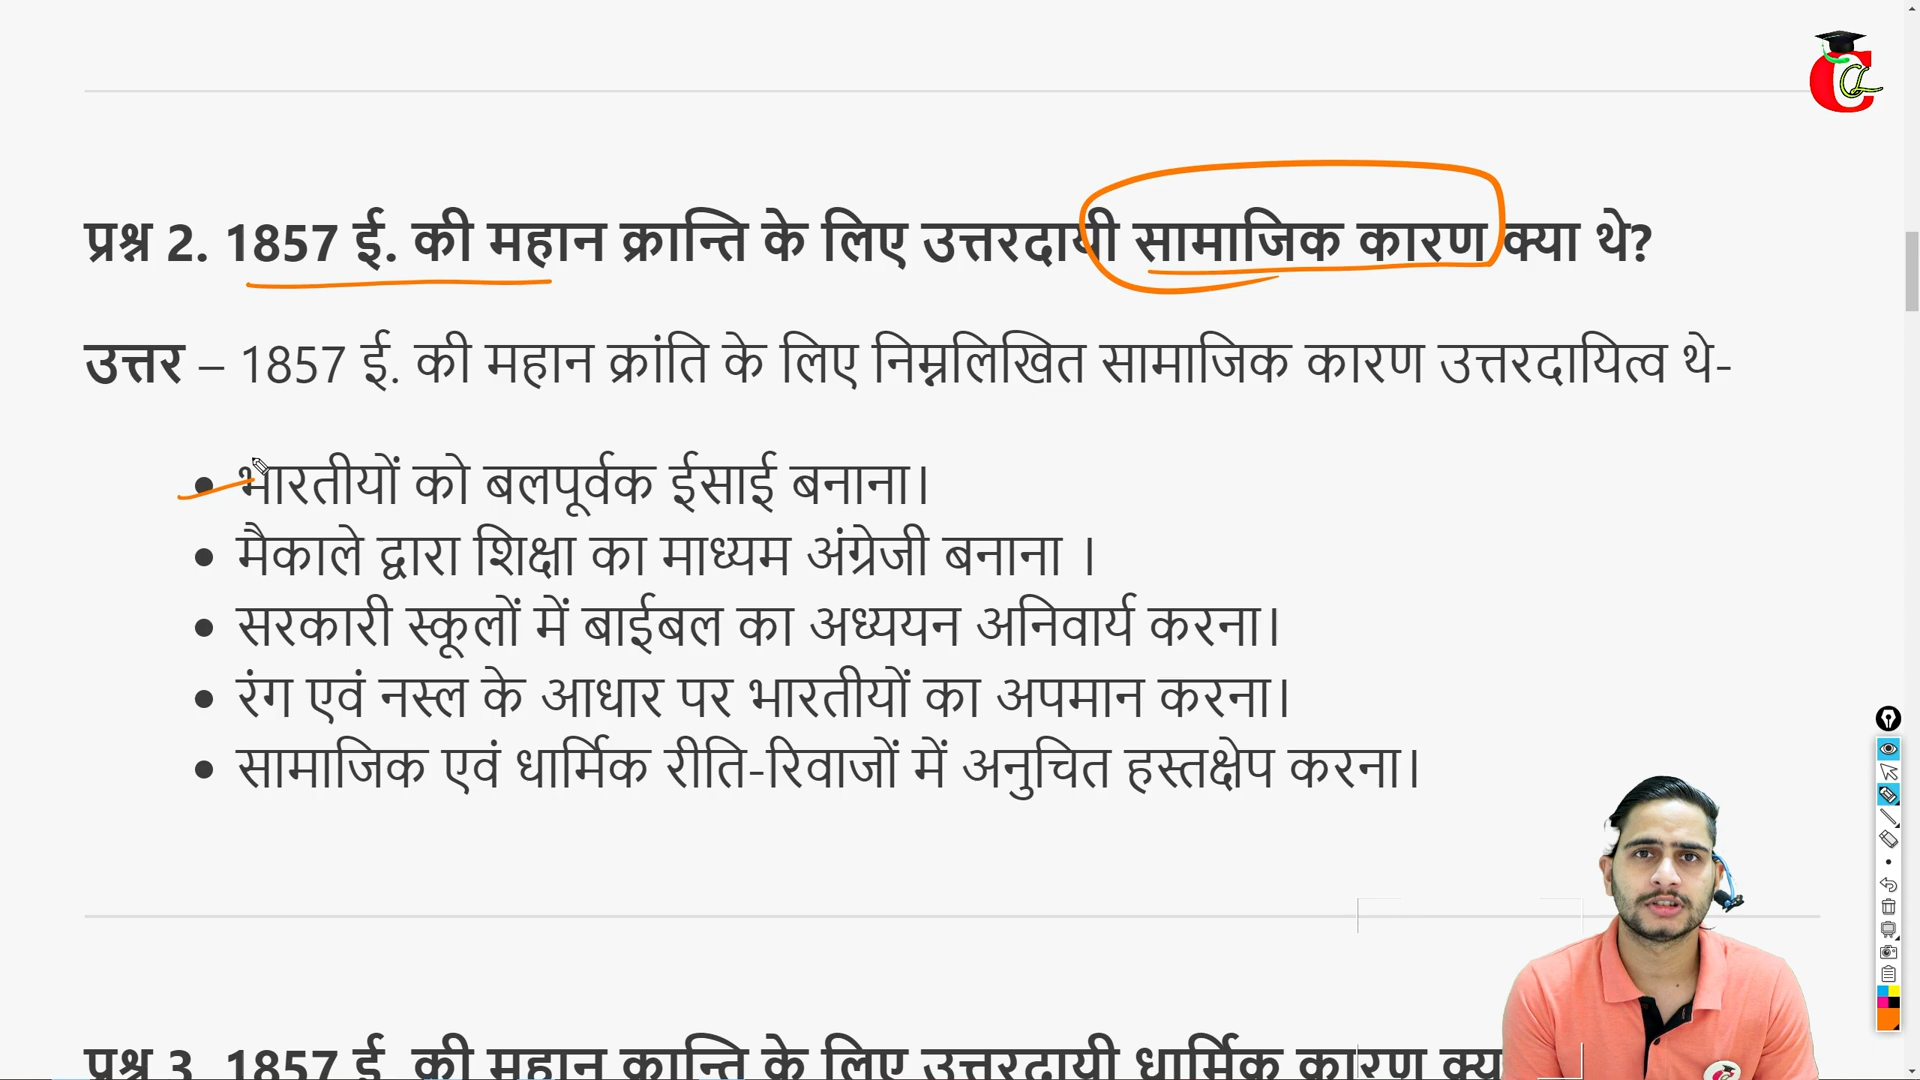 प्रश्न 2. 1857 ई. की महान क्रान्ति के लिए उत्तरदायी सामाजिक कारण क्या थे?
उत्तर – 1857 ई. की महान क्रांति के लिए निम्नलिखित सामाजिक कारण उत्तरदायित्व थे-
• भारतीयों को बलपूर्वक ईसाई बनाना।
• मैकाले द्वारा शिक्षा का माध्यम अंग्रेजी बनाना ।
• सरकारी स्कूलों में बाईबल का अध्ययन अनिवार्य करना।
• रंग एवं नस्ल के आधार पर भारतीयों का अपमान करना।
• सामाजिक एवं धार्मिक रीति-रिवाजों में अनुचित हस्तक्षेप करना।
प्रश्न 3. 1857 ई. की महान क्रान्ति के लिए उत्तरदायी धार्मिक कारण